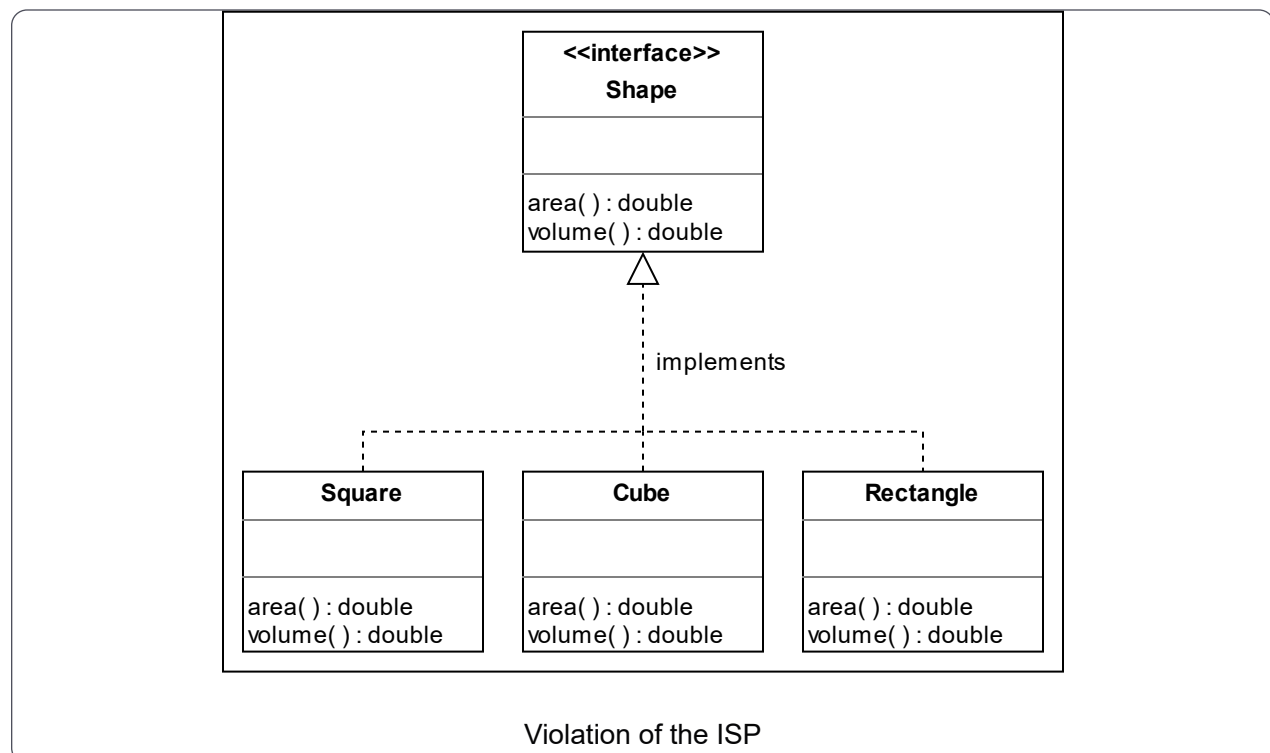 <<interface>>
Shape
area( ) : double
volume( ) : double
implements
Square
area( ) : double
volume( ) : double
Cube
area( ) : double
volume( ) : double
Rectangle
area( ) : double
volume( ) : double
Violation of the ISP